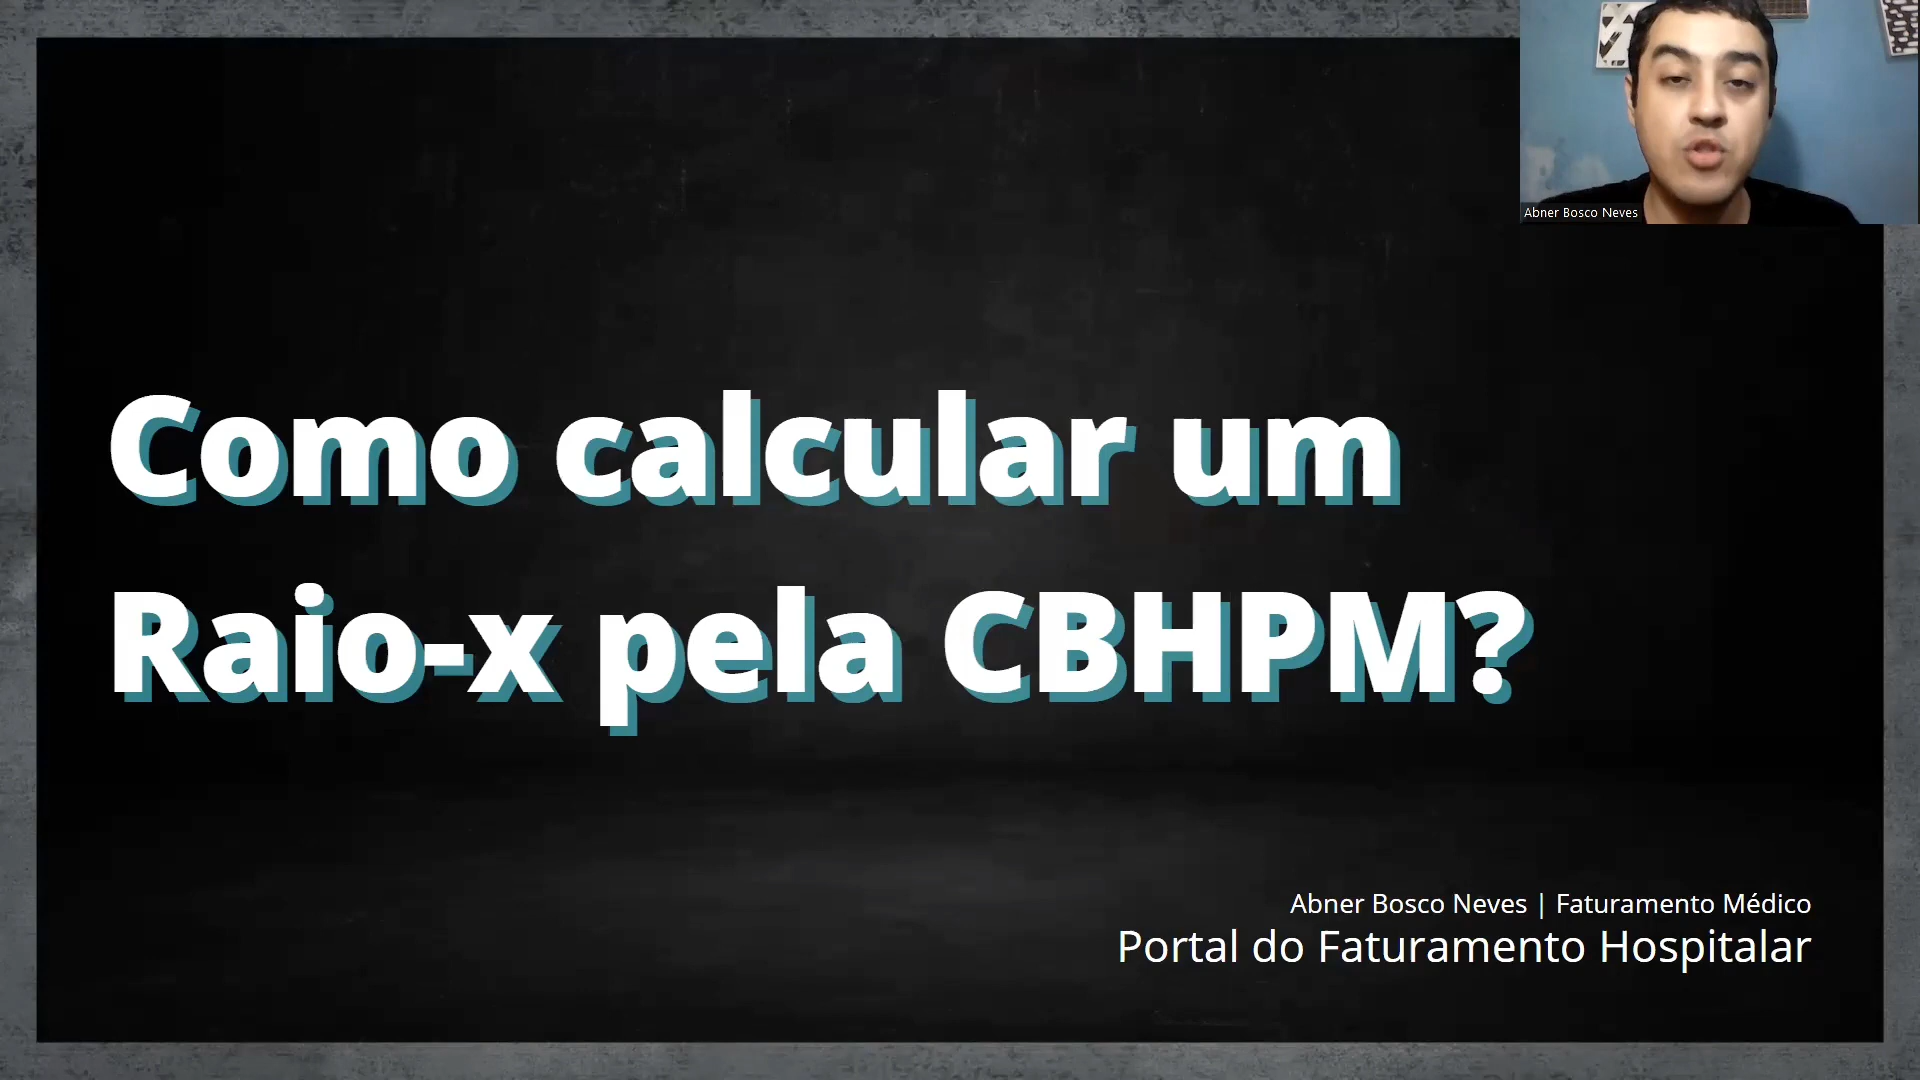 Abner Bosco Neves
Como calcular um
Raio-x pela CBHPM?
Abner Bosco Neves | Faturamento Médico
Portal do Faturamento Hospitalar